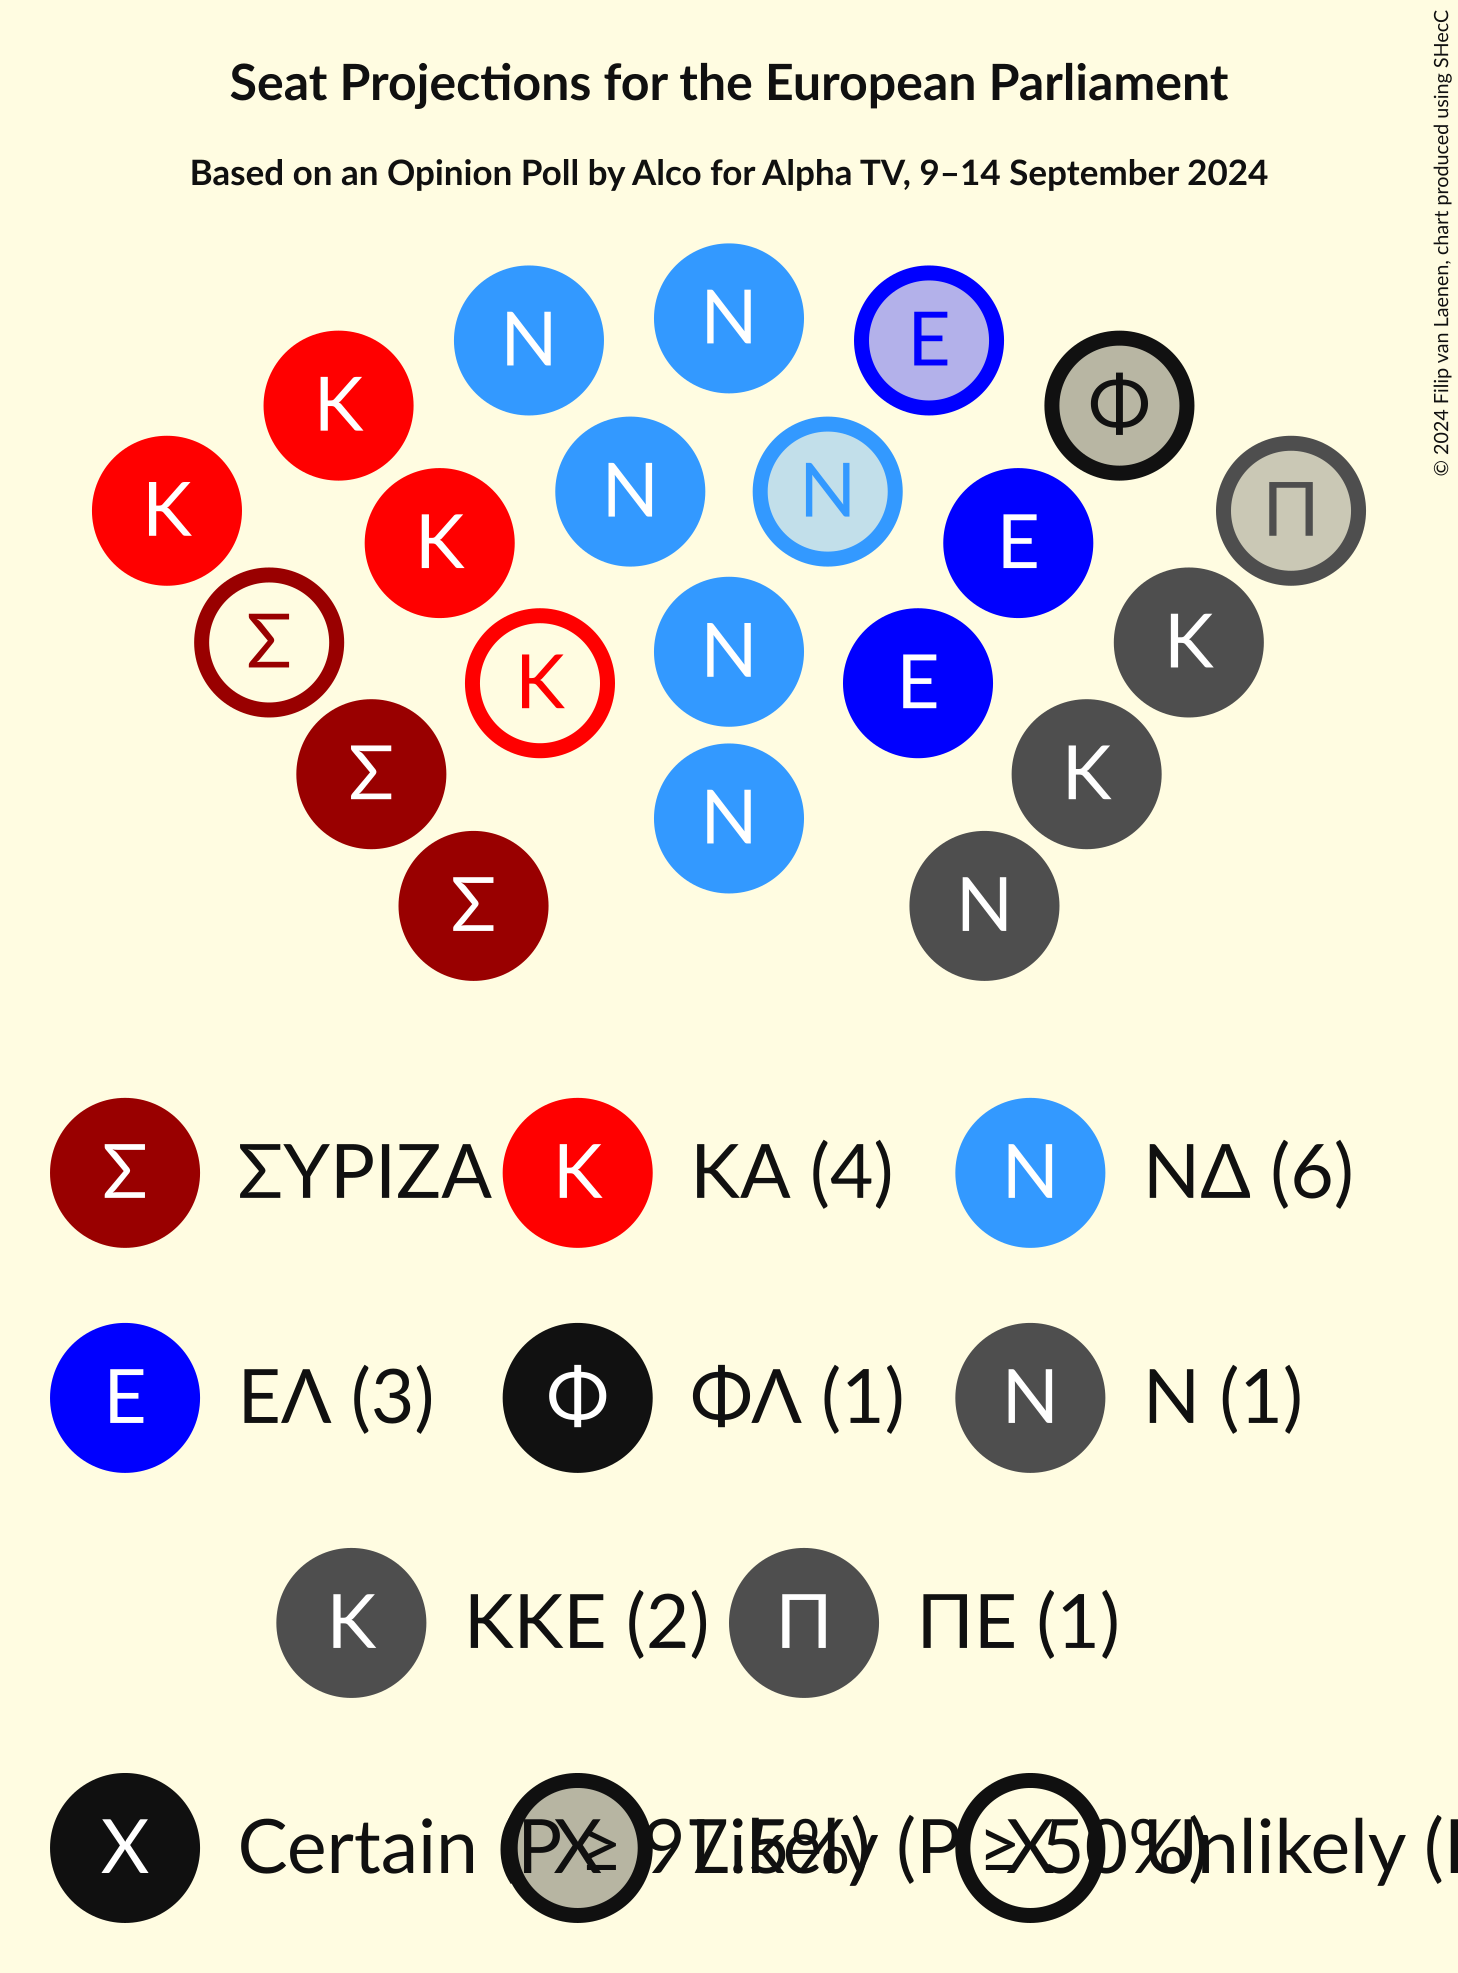 Seat Projections for the European Parliament
Based on an Opinion Poll by Alco for Alpha TV, 9–14 September 2024
© 2024 Filip van Laenen, chart produced using SHecC
Ν
Ν Ε
Κ Φ
Ν Ν
Κ Π
Κ Ε
Σ Κ
Ν
Κ Ε
Σ Κ
Ν
Σ Ν
Σ ΣΥΡΙΖΑ Κ ΚΑ (4) Ν ΝΔ (6)
Ε ΕΛ (3) Φ ΦΛ (1) Ν Ν (1)
Κ ΚΚΕ (2) Π ΠΕ (1)
X Certain (P ≥ 97.5%) X Likely (P ≥ 50%) X Unlikely